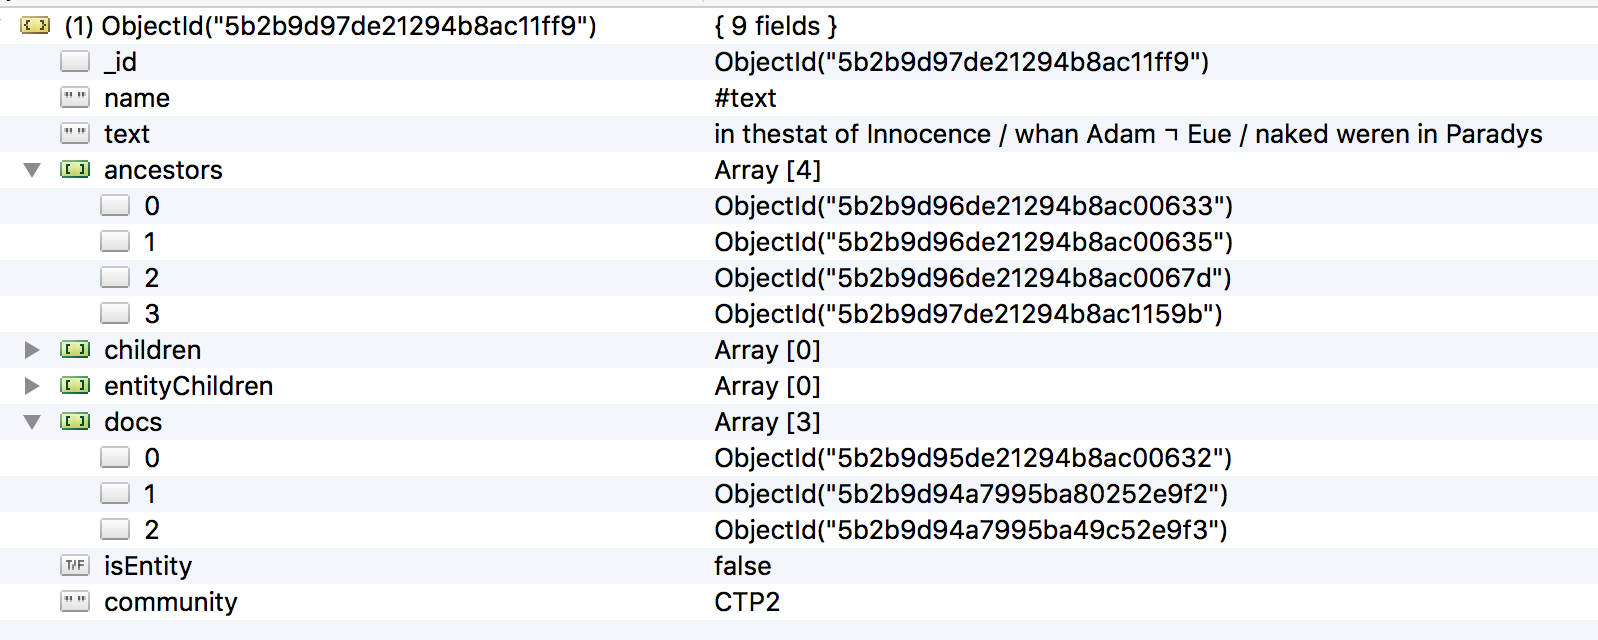 (1) ObjectId("5b2b9d97de21294b8ac11ff9") { 9 fields }
_id ObjectId("5b2b9d97de21294b8ac11ff9")
name #text
text in thestat of Innocence / whan Adam ㄱ Eue / naked weren in Paradys
ancestors Array [4]
0 ObjectId("5b2b9d96de21294b8ac00633")
1 ObjectId("5b2b9d96de21294b8ac00635")
2 ObjectId("5b2b9d96de21294b8ac0067d")
3 ObjectId("5b2b9d97de21294b8ac1159b")
children Array [0]
entityChildren Array [0]
docs Array [3]
0 ObjectId("5b2b9d95de21294b8ac00632")
1 ObjectId("5b2b9d94a7995ba80252e9f2")
2 ObjectId("5b2b9d94a7995ba49c52e9f3")
T/F isEntity false
community CTP2